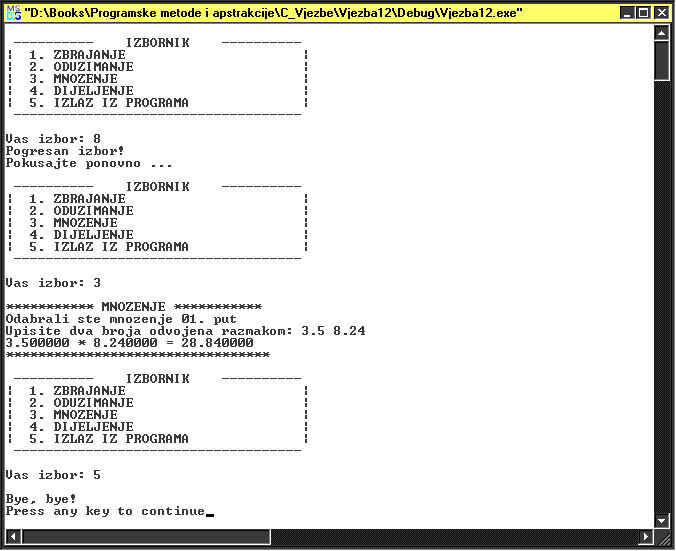 "D:\Books\Programske metode i apstrakcije\C_Vjezbe\Vjezba12\Debug\Vjezba12.exe"
---------- IZBORNIK ----------
¦ 1. ZBRAJANJE ¦
¦ 2. ODUZIMANJE ¦
¦ 3. MNOZENJE ¦
¦ 4. DIJELJENJE ¦
¦ 5. IZLAZ IZ PROGRAMA ¦
------------------------------------
Vas izbor: 8
Pogresan izbor!
Pokusajte ponovno ...
---------- IZBORNIK ----------
¦ 1. ZBRAJANJE ¦
¦ 2. ODUZIMANJE ¦
¦ 3. MNOZENJE ¦
¦ 4. DIJELJENJE ¦
¦ 5. IZLAZ IZ PROGRAMA ¦
------------------------------------
Vas izbor: 3
*********** MNOZENJE ***********
Odabrali ste mnozenje 01. put
Upisite dva broja odvojena razmakom: 3.5 8.24
3.500000 * 8.240000 = 28.840000
*********************************
---------- IZBORNIK ----------
¦ 1. ZBRAJANJE ¦
¦ 2. ODUZIMANJE ¦
¦ 3. MNOZENJE ¦
¦ 4. DIJELJENJE ¦
¦ 5. IZLAZ IZ PROGRAMA ¦
------------------------------------
Vas izbor: 5
Bye, bye!
Press any key to continue_